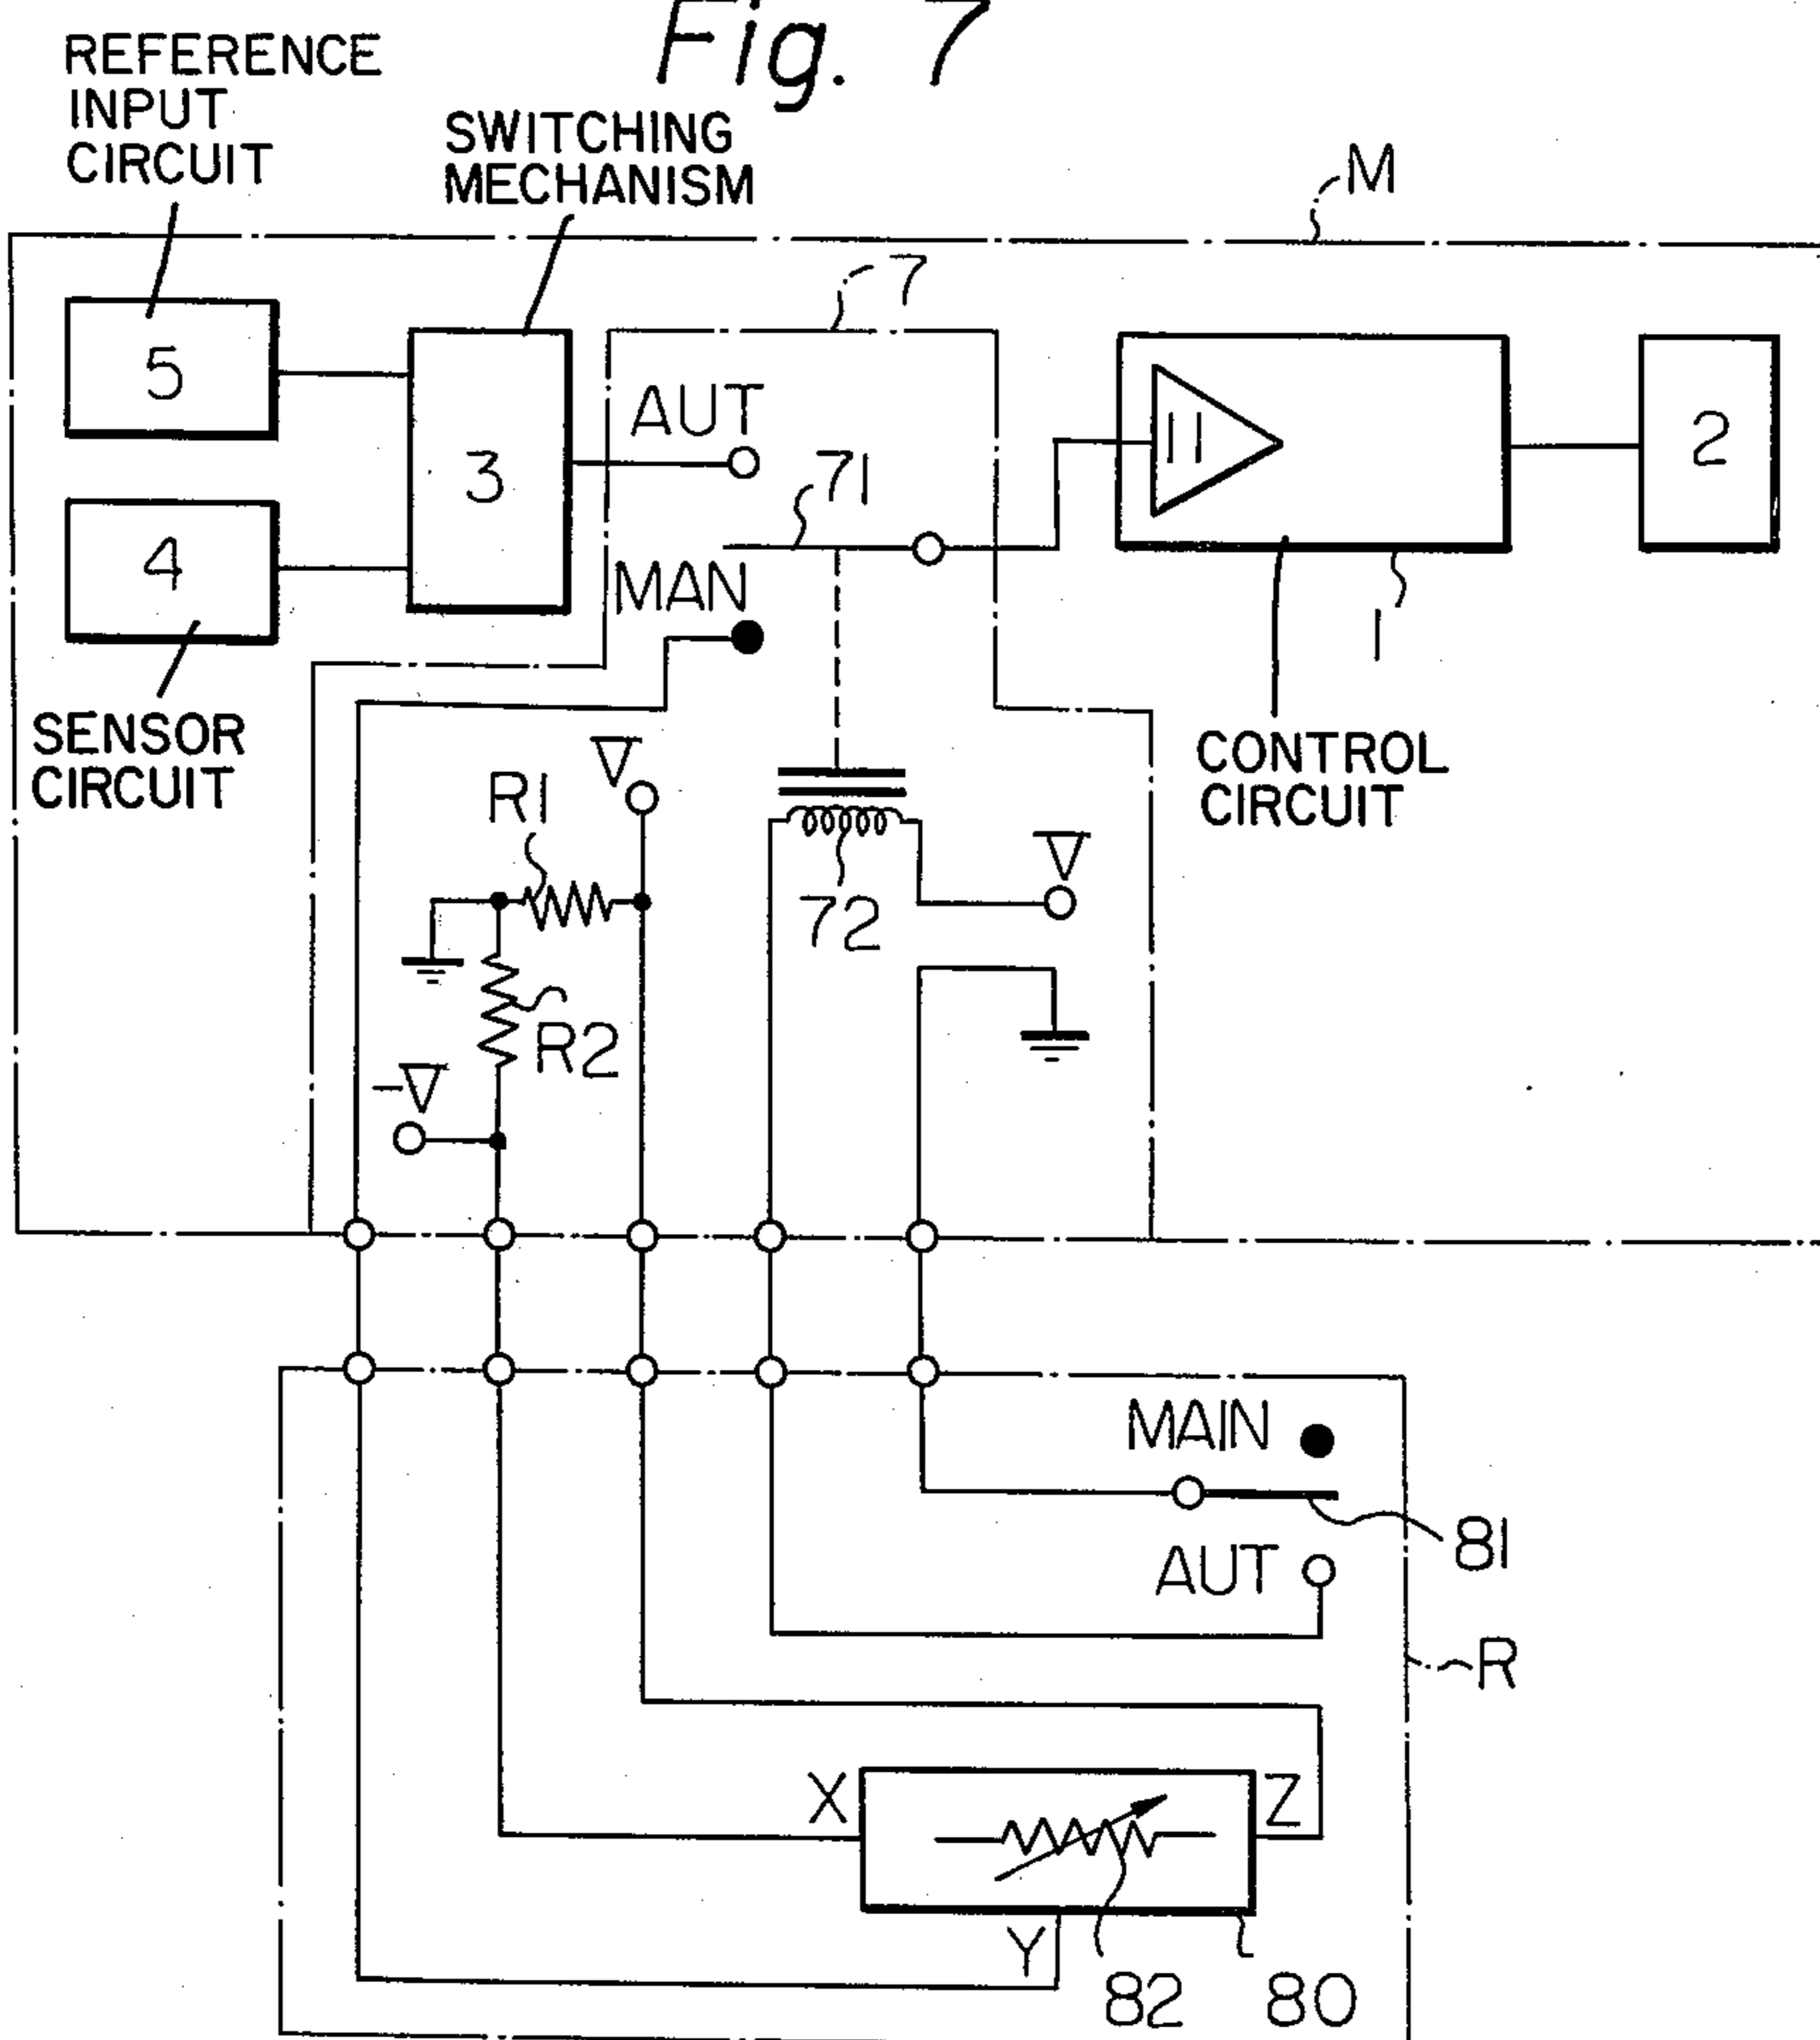 Fig. 7
REFERENCE
INPUT
CIRCUIT
SWITCHING
MECHANISM
M
7
5
AUT
3
71
11
2
4
MAN
1
SENSOR
CIRCUIT
CONTROL
CIRCUIT
V
R1
V
72
R2
-V
MAIN
81
AUT
R
X
Z
Y
82
80